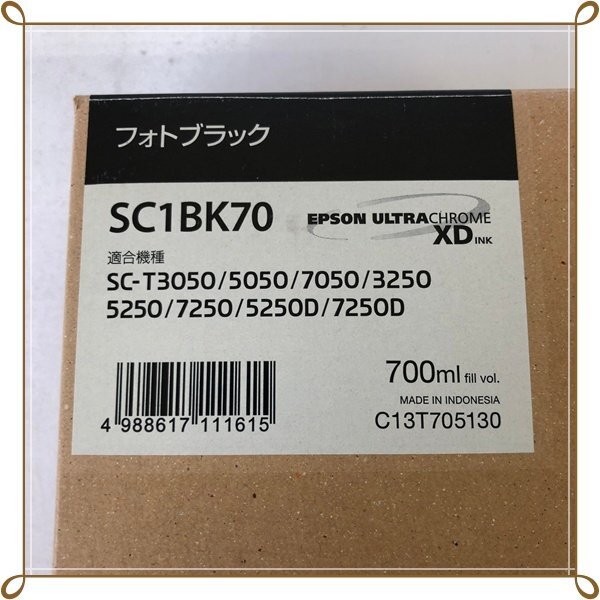 フォトブラック
SC1BK70
EPSON ULTRACHROME
XD INK
適合機種
SC-T3050/5050/7050/3250
5250/7250/5250D/7250D
700ml fill vol.
MADE IN INDONESIA
C13T705130
4 988617 111615